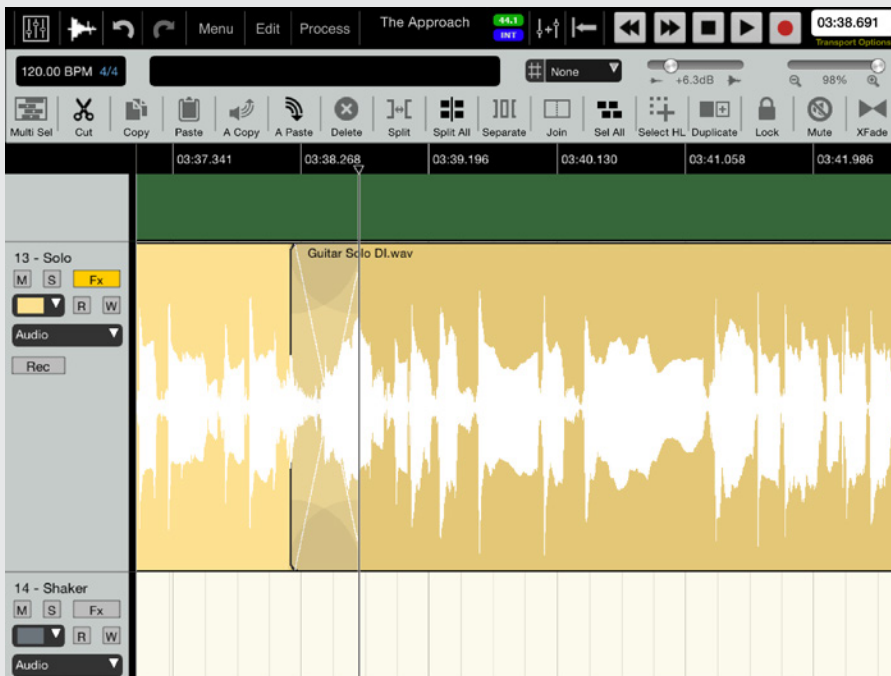 Menu Edit Process The Approach 44.1 INT 03:38.691
Transport Options
120.00 BPM 4/4 None +6.3dB 98%
Multi Sel Cut Copy Paste A Copy A Paste Delete Split Split All Separate Join Sel All Select HL Duplicate Lock Mute XFade
03:37.341 03:38.268 03:39.196 03:40.130 03:41.058 03:41.986
13 - Solo
Guitar Solo DI.wav
M S Fx
R W
Audio
Rec
14 - Shaker
M S Fx
R W
Audio